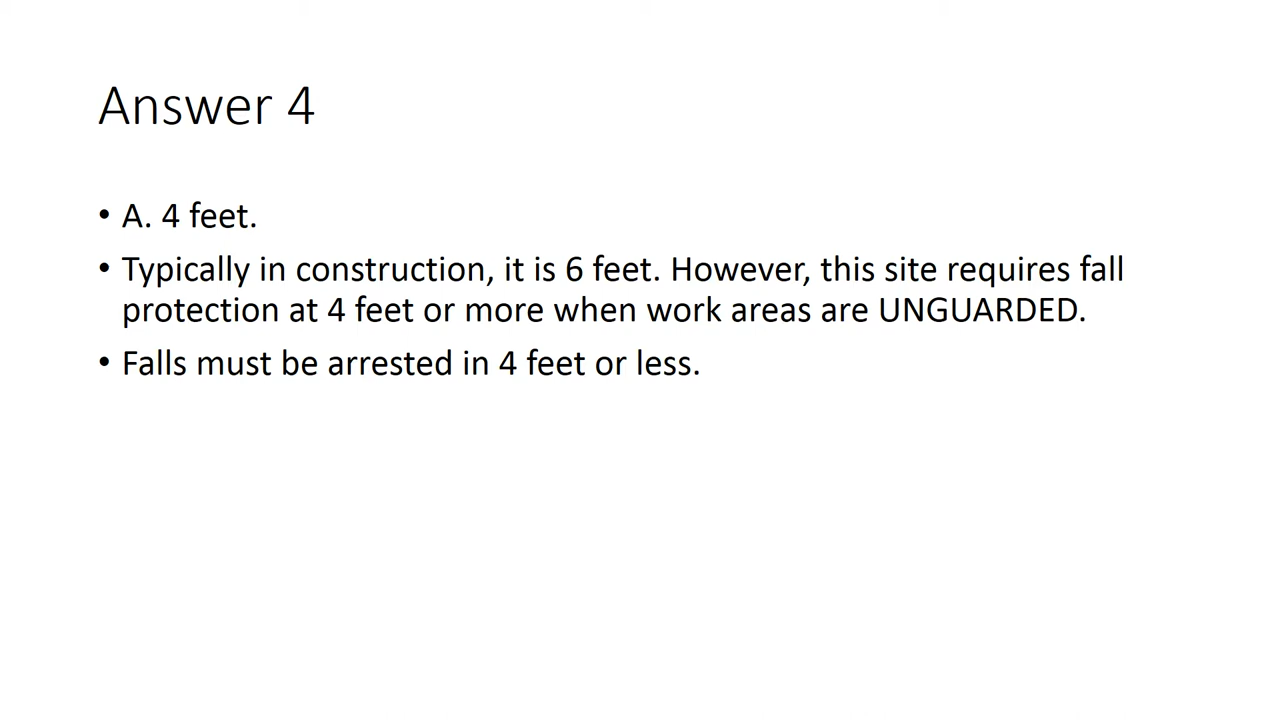 Answer 4
• A. 4 feet.
• Typically in construction, it is 6 feet. However, this site requires fall
protection at 4 feet or more when work areas are UNGUARDED.
• Falls must be arrested in 4 feet or less.